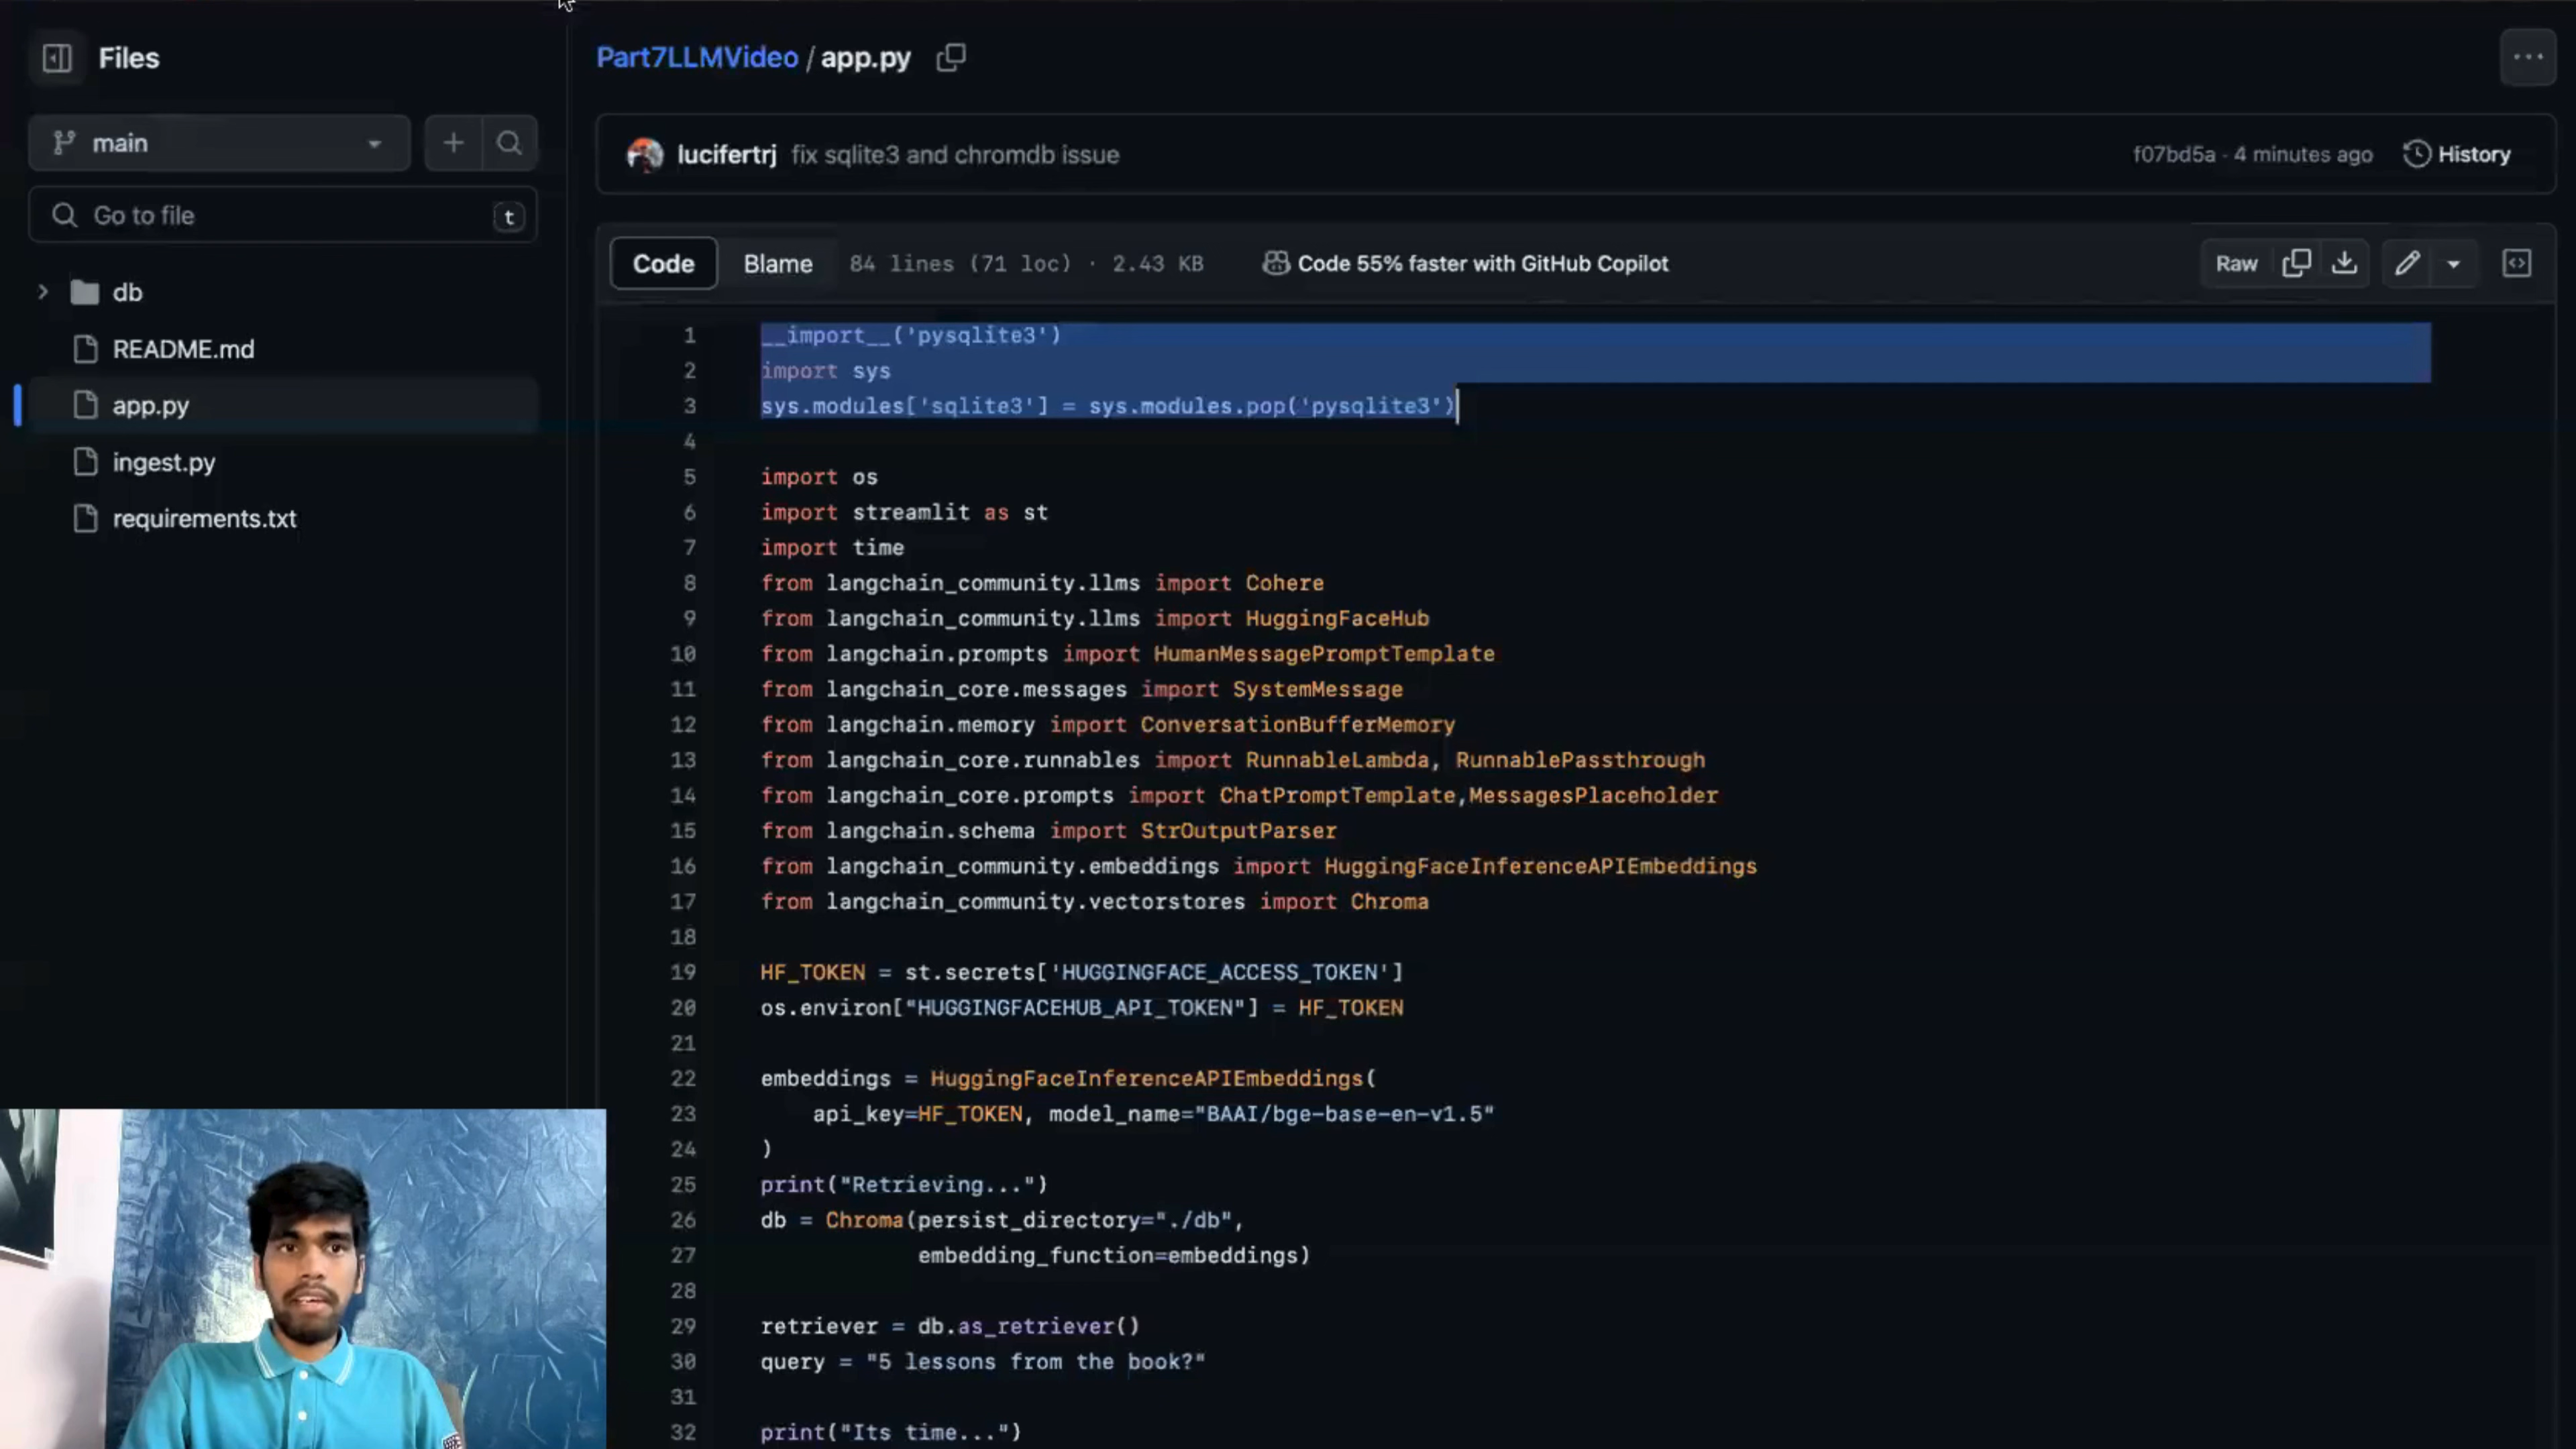 Files
Part7LLMVideo / app.py
main
lucifertrj fix sqlite3 and chromdb issue
f07bd5a · 4 minutes ago
History
Go to file
t
Code
Blame
84 lines (71 loc) · 2.43 KB
Code 55% faster with GitHub Copilot
Raw
db
README.md
app.py
ingest.py
requirements.txt
1 __import__('pysqlite3')
2 import sys
3 sys.modules['sqlite3'] = sys.modules.pop('pysqlite3')
4
5 import os
6 import streamlit as st
7 import time
8 from langchain_community.llms import Cohere
9 from langchain_community.llms import HuggingFaceHub
10 from langchain.prompts import HumanMessagePromptTemplate
11 from langchain_core.messages import SystemMessage
12 from langchain.memory import ConversationBufferMemory
13 from langchain_core.runnables import RunnableLambda, RunnablePassthrough
14 from langchain_core.prompts import ChatPromptTemplate,MessagesPlaceholder
15 from langchain.schema import StrOutputParser
16 from langchain_community.embeddings import HuggingFaceInferenceAPIEmbeddings
17 from langchain_community.vectorstores import Chroma
18
19 HF_TOKEN = st.secrets['HUGGINGFACE_ACCESS_TOKEN']
20 os.environ["HUGGINGFACEHUB_API_TOKEN"] = HF_TOKEN
21
22 embeddings = HuggingFaceInferenceAPIEmbeddings(
23 api_key=HF_TOKEN, model_name="BAAI/bge-base-en-v1.5"
24 )
25 print("Retrieving...")
26 db = Chroma(persist_directory="./db",
27 embedding_function=embeddings)
28
29 retriever = db.as_retriever()
30 query = "5 lessons from the book?"
31
32 print("Its time...")